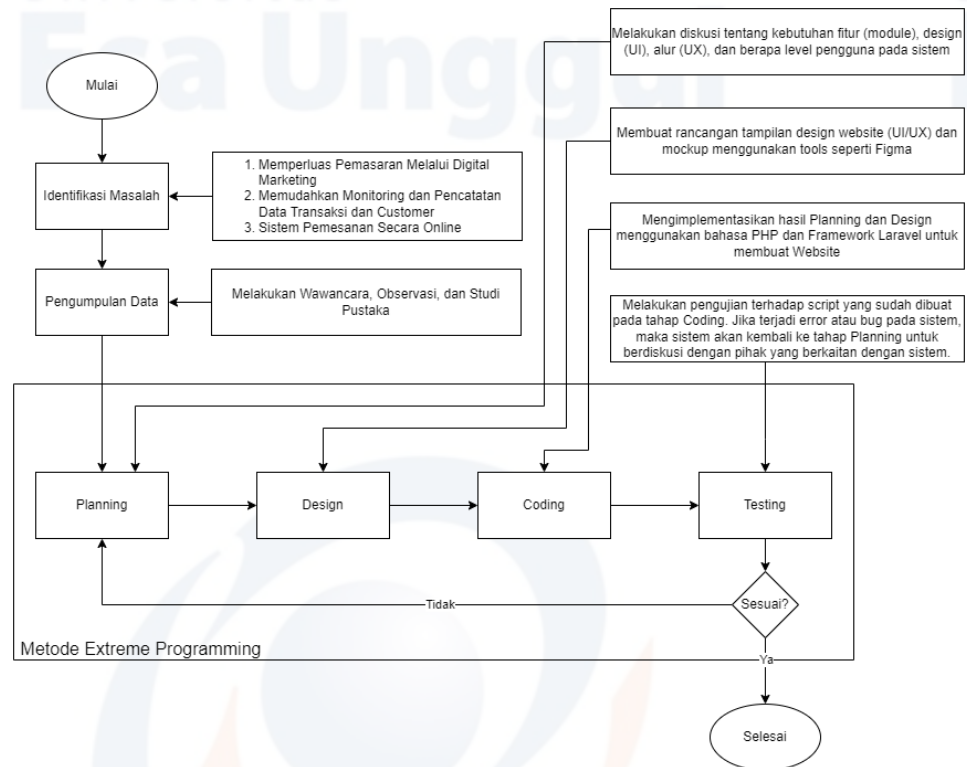 Esa Unggul
Melakukan diskusi tentang kebutuhan fitur (module), design
(UI), alur (UX), dan berapa level pengguna pada sistem
Mulai
Membuat rancangan tampilan design website (UI/UX) dan
mockup menggunakan tools seperti Figma
Identifikasi Masalah
1. Memperluas Pemasaran Melalui Digital
Marketing
2. Memudahkan Monitoring dan Pencatatan
Data Transaksi dan Customer
3. Sistem Pemesanan Secara Online
Mengimplementasikan hasil Planning dan Design
menggunakan bahasa PHP dan Framework Laravel untuk
membuat Website
Pengumpulan Data
Melakukan Wawancara, Observasi, dan Studi
Pustaka
Melakukan pengujian terhadap script yang sudah dibuat
pada tahap Coding. Jika terjadi error atau bug pada sistem,
maka sistem akan kembali ke tahap Planning untuk
berdiskusi dengan pihak yang berkaitan dengan sistem.
Planning
Design
Coding
Testing
Tidak
Sesuai?
Metode Extreme Programming
Ya
Selesai